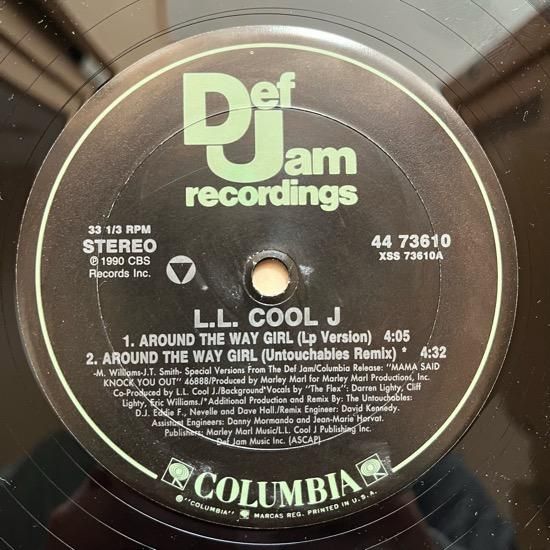 Def
Jam
recordings
33 1/3 RPM
STEREO
℗ 1990 CBS
Records Inc.
44 73610
XSS 73610A
L.L. COOL J
1. AROUND THE WAY GIRL (Lp Version) 4:05
2. AROUND THE WAY GIRL (Untouchables Remix) * 4:32
-M. Williams-J.T. Smith- Special Versions From The Def Jam/Columbia Release: "MAMA SAID
KNOCK YOU OUT" 46888/Produced by Marley Marl for Marley Marl Productions, Inc.
Co-Produced by L.L. Cool J./Background Vocals by "The Flex": Darren Lighty, Cliff
Lighty, Eric Williams./*Additional Production and Remix By: The Untouchables:
D.J. Eddie F., Nevelle and Dave Hall./Remix Engineer: David Kennedy.
Assistant Engineers: Danny Mormando and Jean-Marie Horvat.
Publishers: Marley Marl Music/L.L. Cool J Publishing Inc.
Def Jam Music Inc. (ASCAP)
COLUMBIA
® "COLUMBIA" MARCAS REG. PRINTED IN U.S.A.